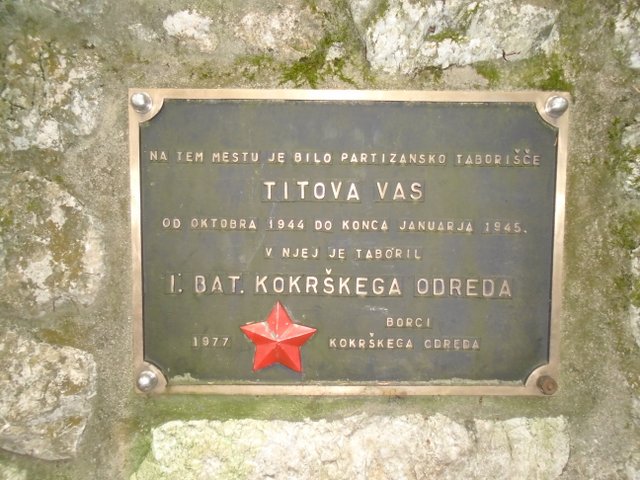 NA TEM MESTU JE BILO PARTIZANSKO TABORIŠČE
TITOVA VAS
OD OKTOBRA 1944 DO KONCA JANUARJA 1945.
V NJEJ JE TABORIL
I. BAT. KOKRŠKEGA ODREDA
BORCI
1977 KOKRŠKEGA ODREDA